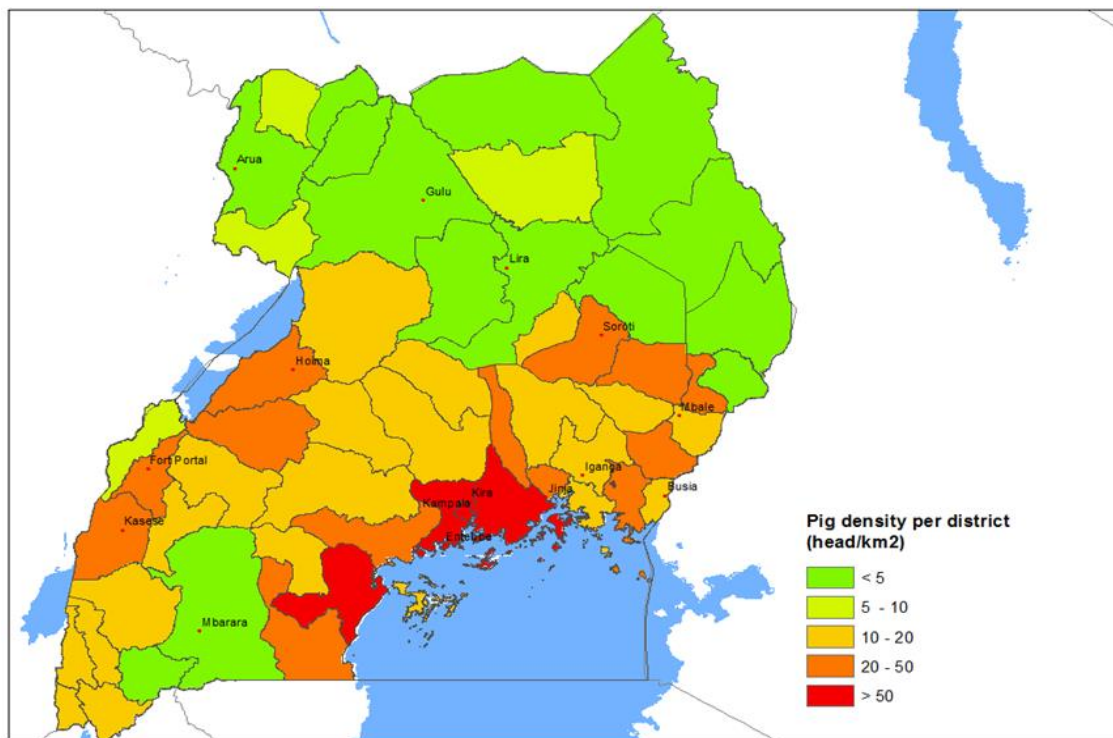 Arua
Gulu
Lira
Soroti
Hoima
Mbale
Fort Portal
Iganga
Kira
Busia
Jinja
Kampala
Kasese
Entebbe
Mbarara
Pig density per district
(head/km2)
< 5
5 - 10
10 - 20
20 - 50
> 50